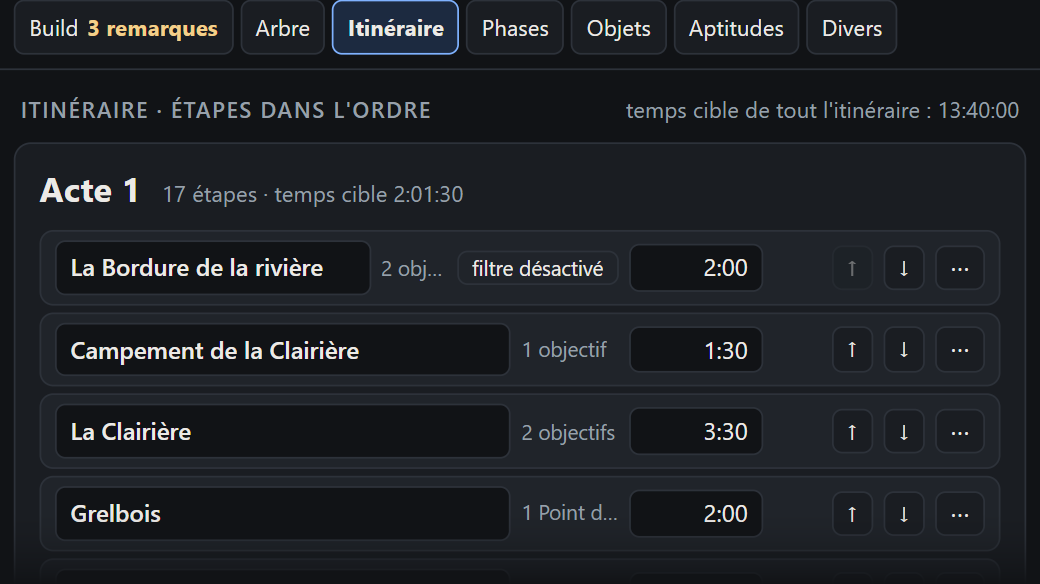 Build 3 remarques Arbre Itinéraire Phases Objets Aptitudes Divers
ITINÉRAIRE · ÉTAPES DANS L'ORDRE temps cible de tout l'itinéraire : 13:40:00
Acte 1 17 étapes · temps cible 2:01:30
La Bordure de la rivière 2 obj... filtre désactivé 2:00 ↑ ↓ ...
Campement de la Clairière 1 objectif 1:30 ↑ ↓ ...
La Clairière 2 objectifs 3:30 ↑ ↓ ...
Grelbois 1 Point d... 2:00 ↑ ↓ ...